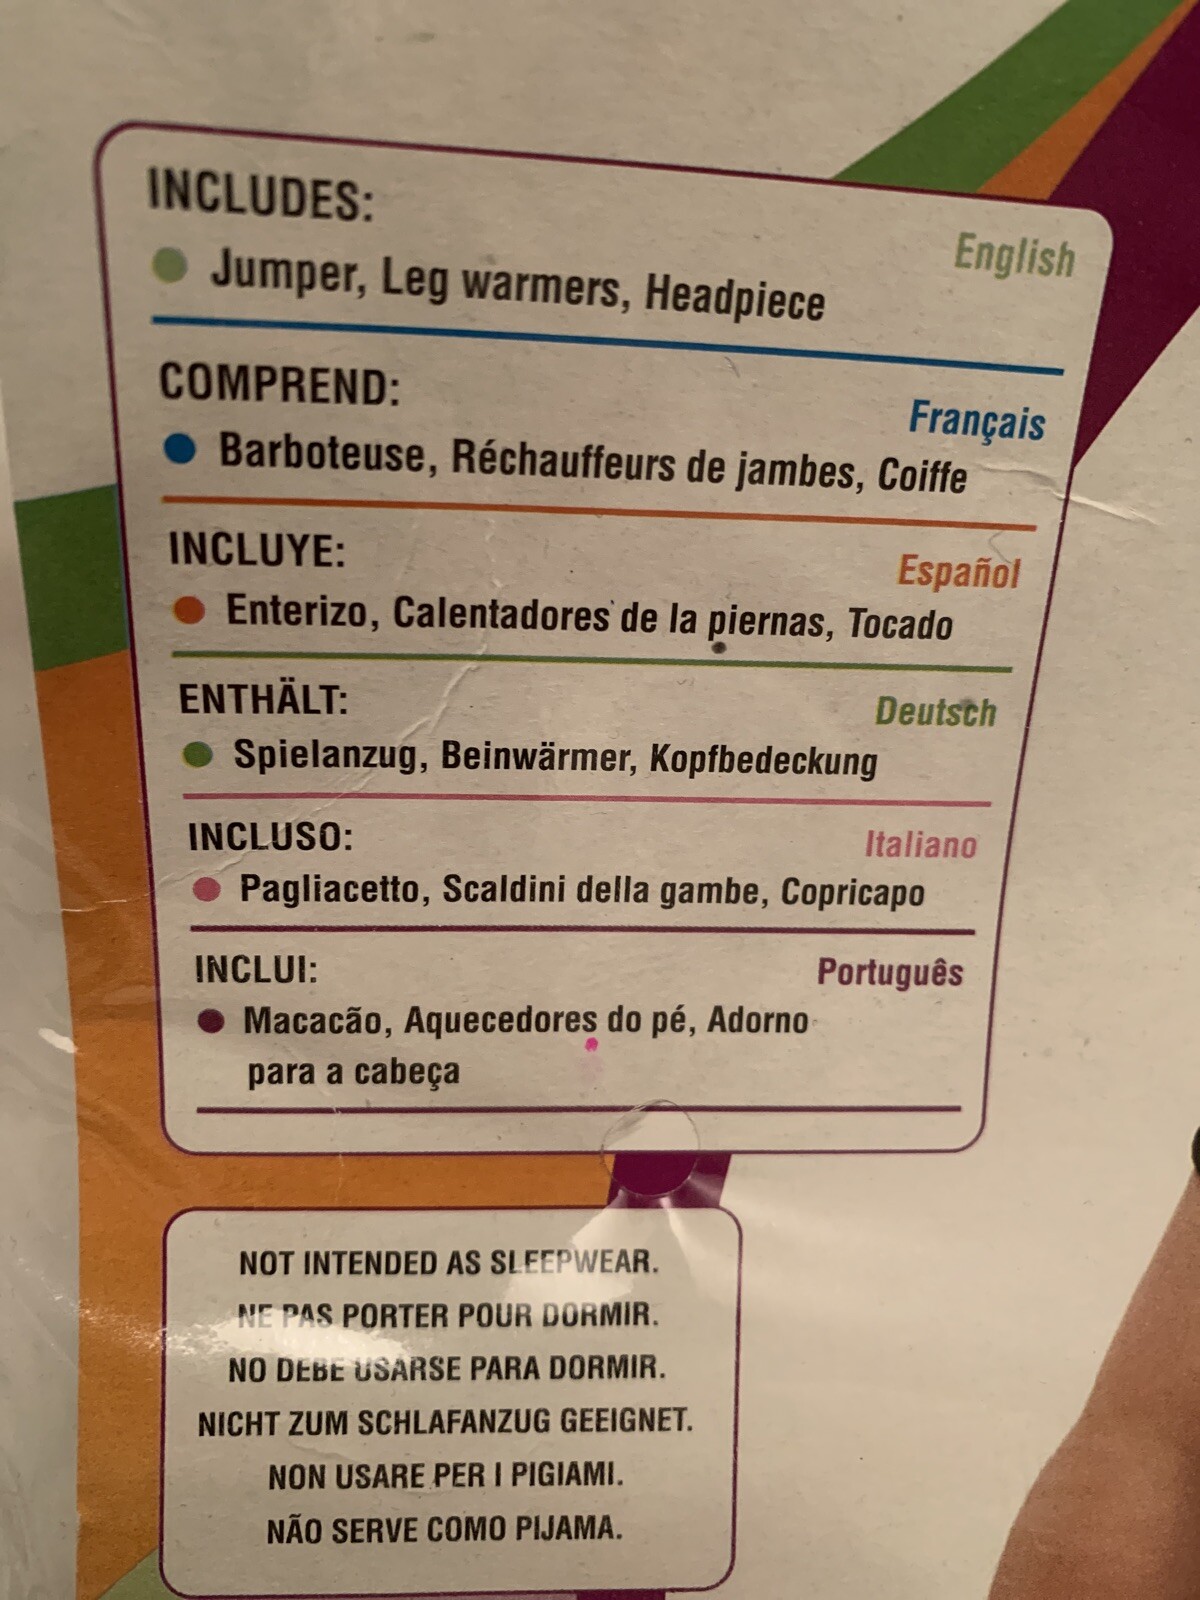 INCLUDES:
English
Jumper, Leg warmers, Headpiece
COMPREND:
Français
Barboteuse, Réchauffeurs de jambes, Coiffe
INCLUYE:
Español
Enterizo, Calentadores de la piernas, Tocado
ENTHÄLT:
Deutsch
Spielanzug, Beinwärmer, Kopfbedeckung
INCLUSO:
Italiano
Pagliacetto, Scaldini della gambe, Copricapo
INCLUI:
Português
Macacão, Aquecedores do pé, Adorno
para a cabeça
NOT INTENDED AS SLEEPWEAR.
NE PAS PORTER POUR DORMIR.
NO DEBE USARSE PARA DORMIR.
NICHT ZUM SCHLAFANZUG GEEIGNET.
NON USARE PER I PIGIAMI.
NÃO SERVE COMO PIJAMA.